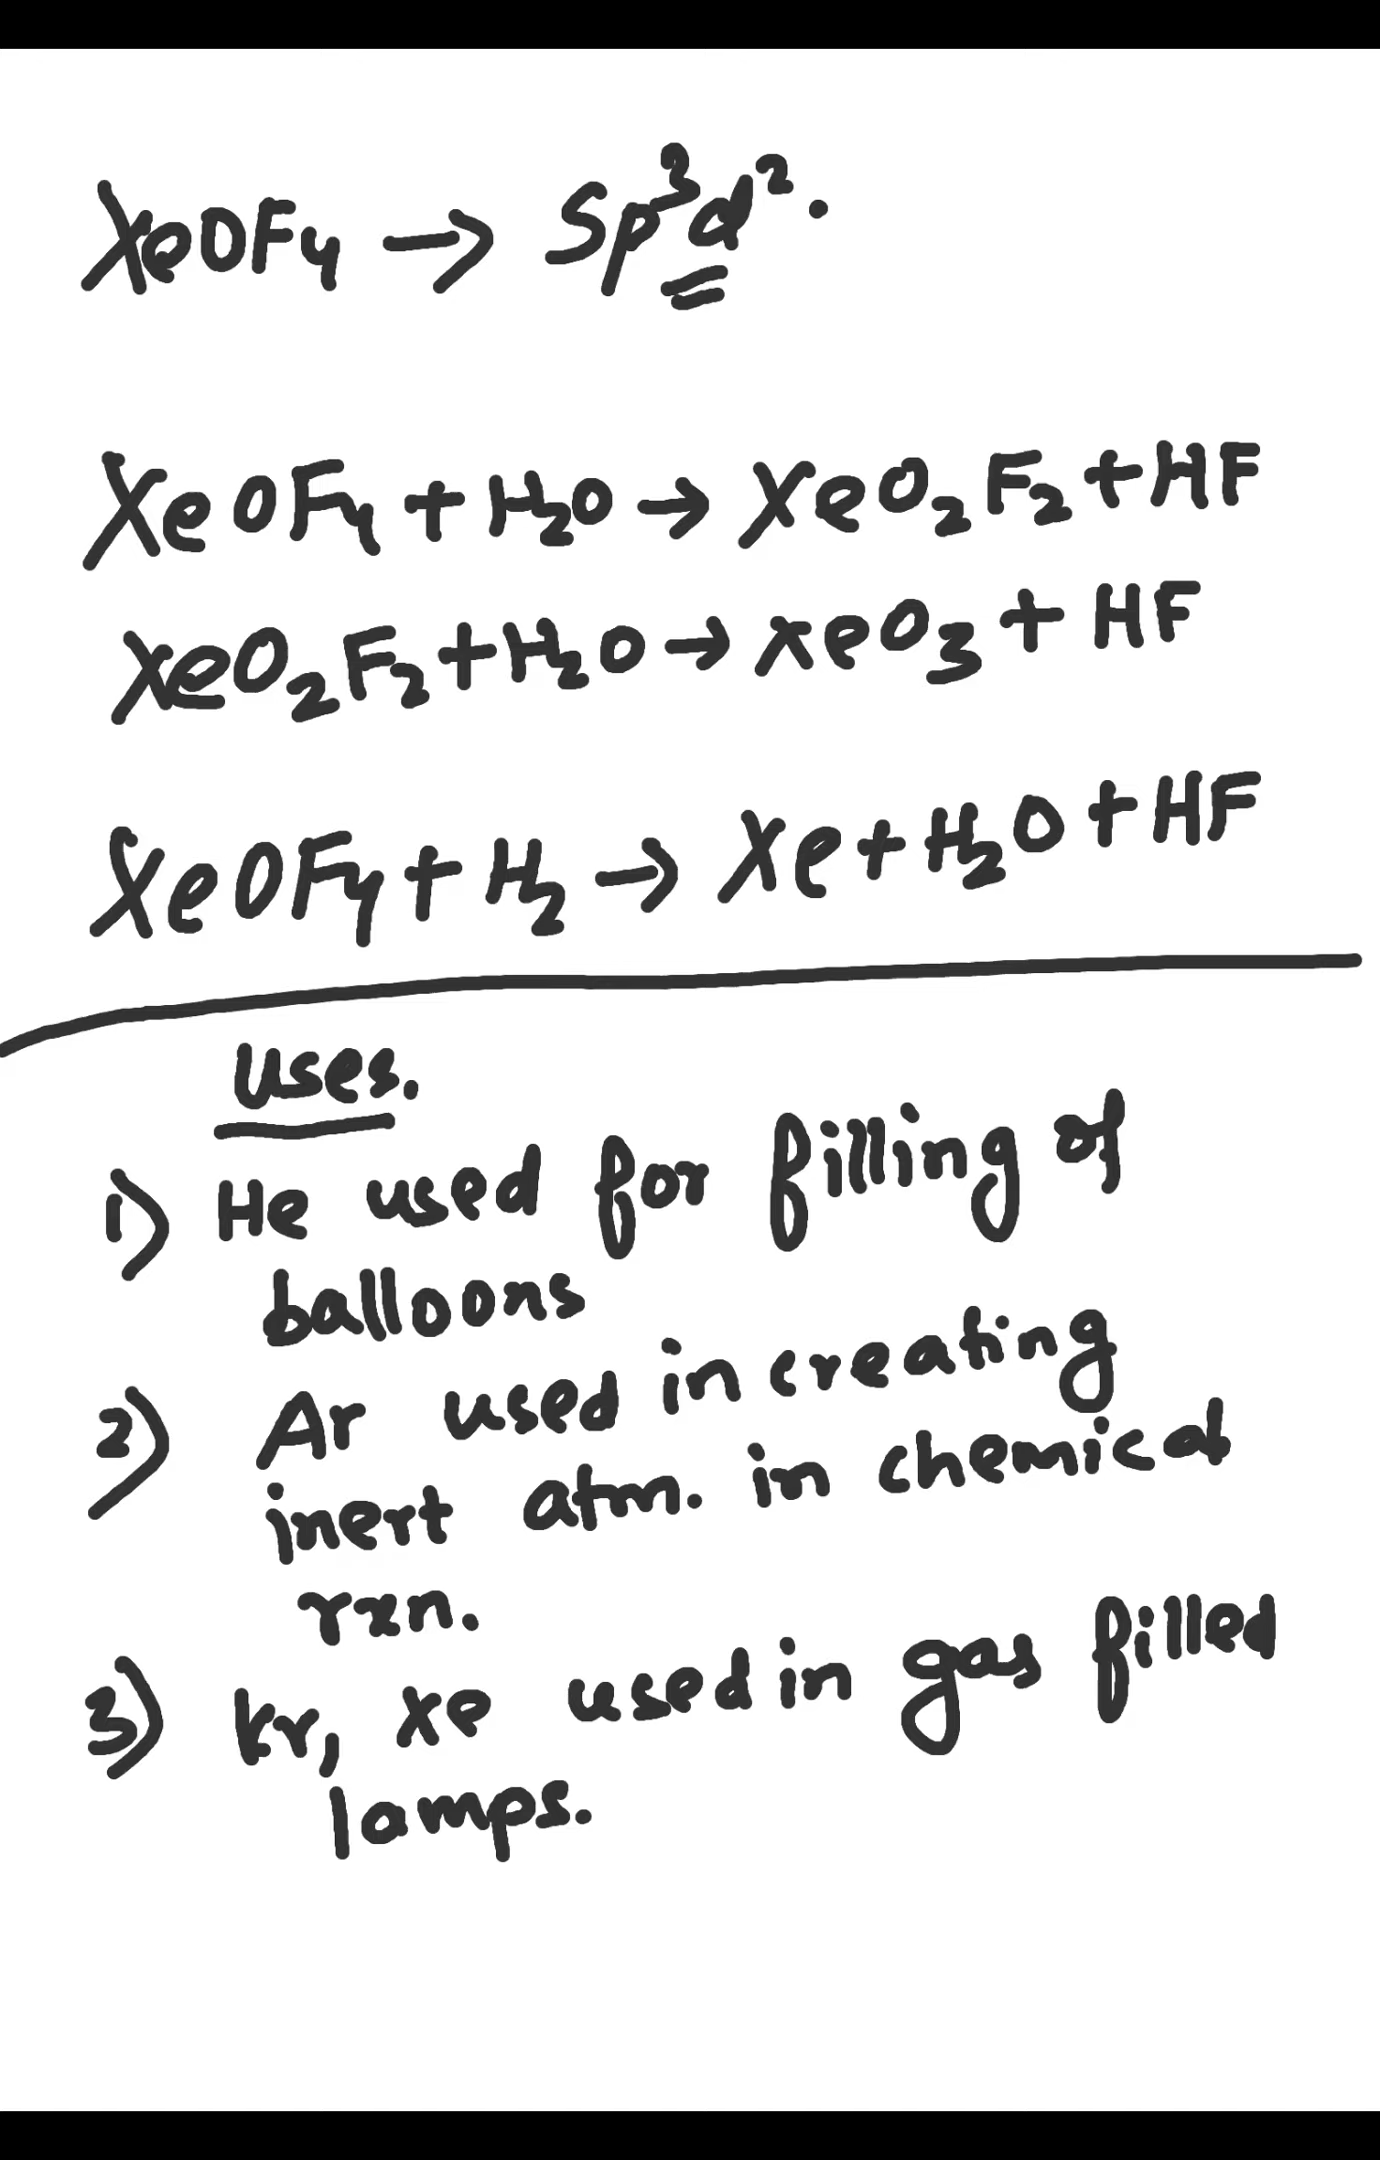 XeOF₄ → Sp³d².
XeOF₄ + H₂O → XeO₂F₂ + HF
XeO₂F₂ + H₂O → XeO₃ + HF
XeOF₄ + H₂ → Xe + H₂O + HF
Uses.
1) He used for filling of
balloons
2) Ar used in creating
inert atm. in chemical
rxn.
3) Kr, Xe used in gas filled
lamps.